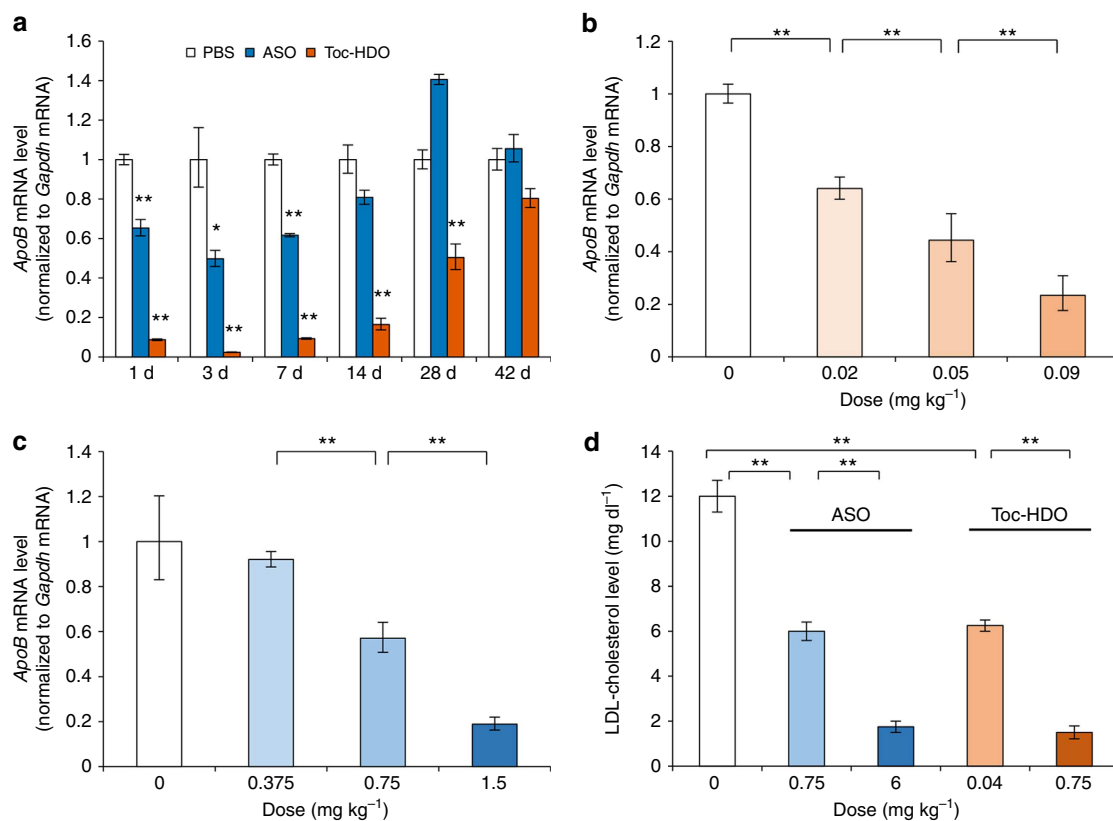 a
PBS ASO Toc-HDO
ApoB mRNA level
(normalized to Gapdh mRNA)
1.6
1.4
1.2
1
0.8
0.6
0.4
0.2
0
**
**
*
**
**
**
**
**
1 d 3 d 7 d 14 d 28 d 42 d
b
ApoB mRNA level
(normalized to Gapdh mRNA)
1.2
1
0.8
0.6
0.4
0.2
0
** ** **
0 0.02 0.05 0.09
Dose (mg kg⁻¹)
c
ApoB mRNA level
(normalized to Gapdh mRNA)
1.4
1.2
1
0.8
0.6
0.4
0.2
0
** **
0 0.375 0.75 1.5
Dose (mg kg⁻¹)
d
LDL-cholesterol level (mg dl⁻¹)
14
12
10
8
6
4
2
0
**
** ** **
ASO Toc-HDO
0 0.75 6 0.04 0.75
Dose (mg kg⁻¹)